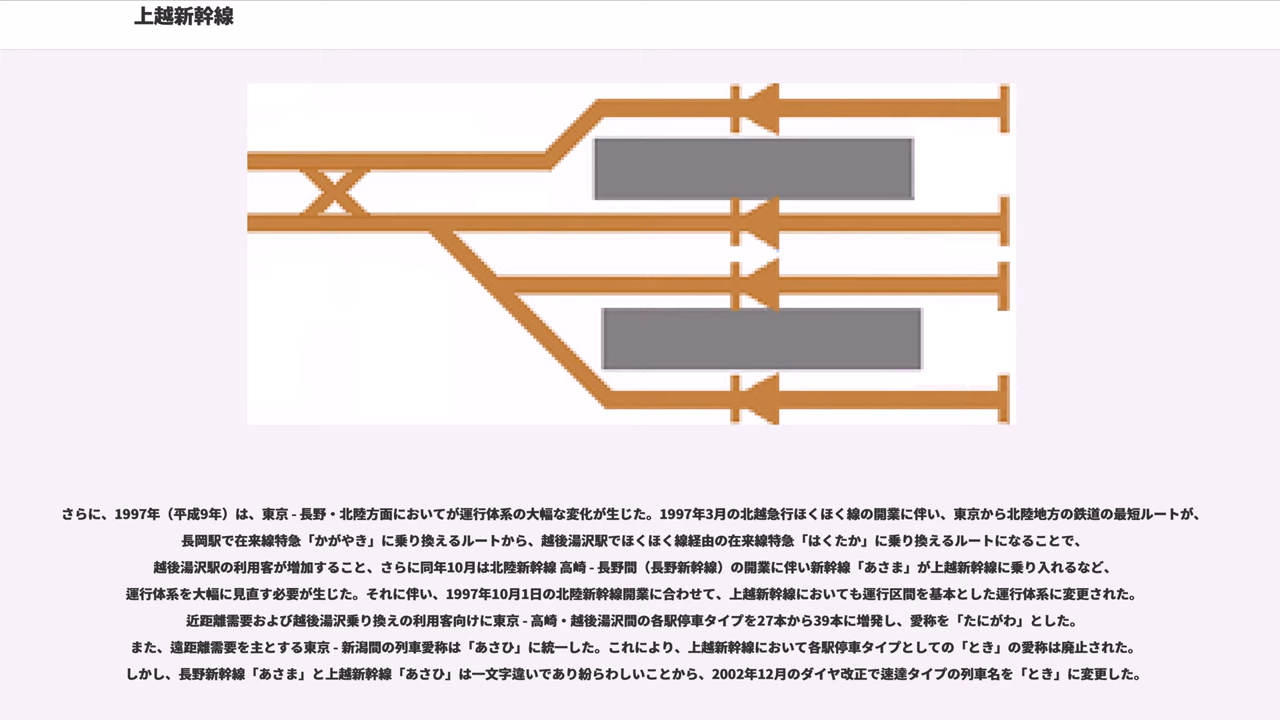 上越新幹線
さらに、1997年（平成9年）は、東京 - 長野・北陸方面においてが運行体系の大幅な変化が生じた。1997年3月の北越急行ほくほく線の開業に伴い、東京から北陸地方の鉄道の最短ルートが、
長岡駅で在来線特急「かがやき」に乗り換えるルートから、越後湯沢駅でほくほく線経由の在来線特急「はくたか」に乗り換えるルートになることで、
越後湯沢駅の利用客が増加すること、さらに同年10月は北陸新幹線 高崎 - 長野間（長野新幹線）の開業に伴い新幹線「あさま」が上越新幹線に乗り入れるなど、
運行体系を大幅に見直す必要が生じた。それに伴い、1997年10月1日の北陸新幹線開業に合わせて、上越新幹線においても運行区間を基本とした運行体系に変更された。
近距離需要および越後湯沢乗り換えの利用客向けに東京 - 高崎・越後湯沢間の各駅停車タイプを27本から39本に増発し、愛称を「たにがわ」とした。
また、遠距離需要を主とする東京 - 新潟間の列車愛称は「あさひ」に統一した。これにより、上越新幹線において各駅停車タイプとしての「とき」の愛称は廃止された。
しかし、長野新幹線「あさま」と上越新幹線「あさひ」は一文字違いであり紛らわしいことから、2002年12月のダイヤ改正で速達タイプの列車名を「とき」に変更した。